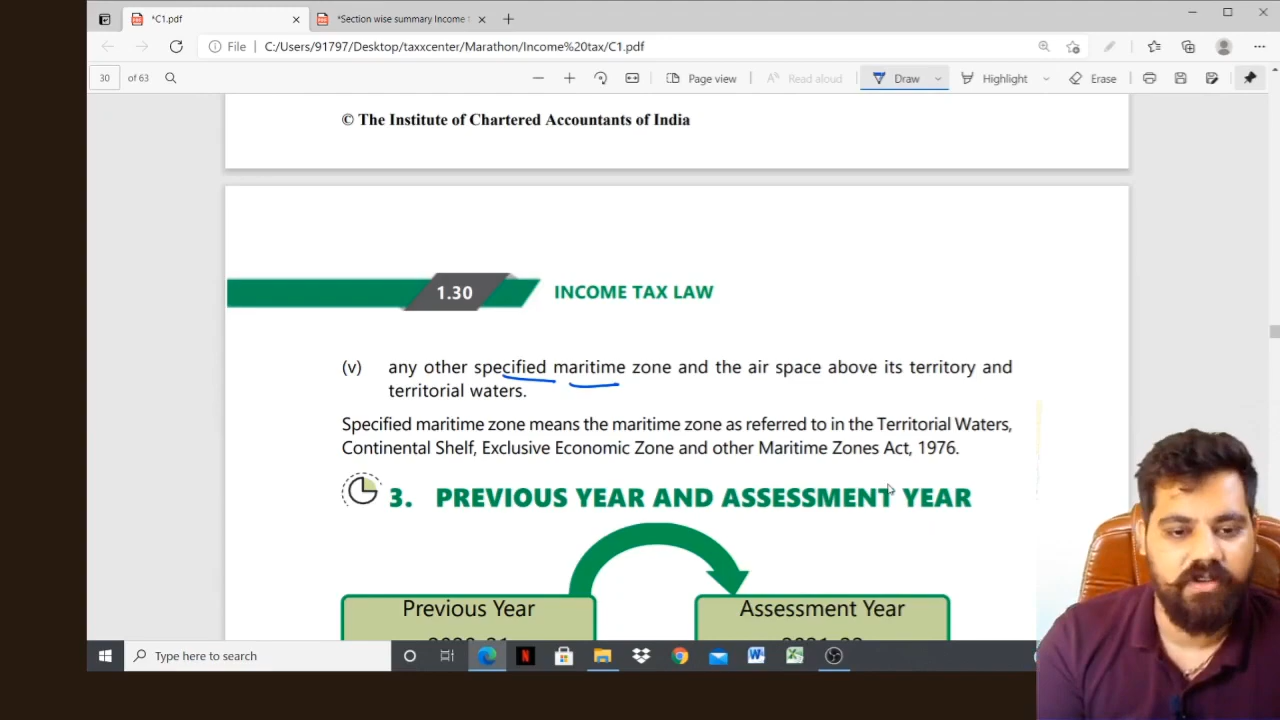 *C1.pdf
*Section wise summary Income
File
C:/Users/91797/Desktop/taxxcenter/Marathon/Income%20tax/C1.pdf
30 of 63
Page view
Read aloud
Draw
Highlight
Erase
© The Institute of Chartered Accountants of India
1.30 INCOME TAX LAW
(v) any other specified maritime zone and the air space above its territory and
territorial waters.
Specified maritime zone means the maritime zone as referred to in the Territorial Waters,
Continental Shelf, Exclusive Economic Zone and other Maritime Zones Act, 1976.
3. PREVIOUS YEAR AND ASSESSMENT YEAR
Previous Year
2020-21
Assessment Year
2021-22
Type here to search